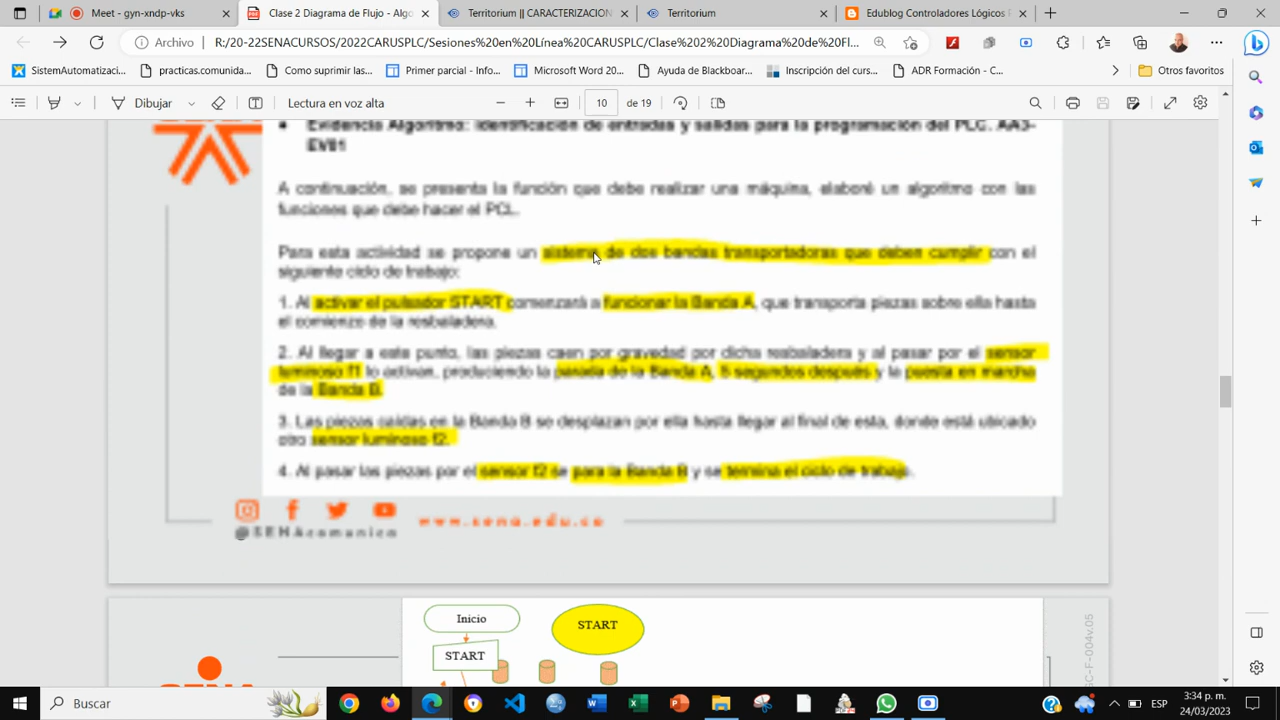 Meet - gyn-xndp-vks
Clase 2 Diagrama de Flujo - Algo
Territorium || CARACTERIZACION
Territorium
Edublog Controladores Lógicos P
Archivo
R:/20-22SENACURSOS/2022CARUSPLC/Sesiones%20en%20Línea%20CARUSPLC/Clase%202%20Diagrama%20de%20Fl...
SistemAutomatizaci...
practicas.comunida...
Como suprimir las...
Primer parcial - Info...
Microsoft Word 20...
Ayuda de Blackboar...
Inscripción del curs...
ADR Formación - C...
Otros favoritos
Dibujar
Lectura en voz alta
10
de 19
Evidencia Algoritmo: Identificación de entradas y salidas para la programación del PLC. AA3-
EV01
A continuación, se presenta la función que debe realizar una máquina, elaboré un algoritmo con las
funciones que debe hacer el PCL.
Para esta actividad se propone un sistema de dos bandas transportadoras que deben cumplir con el
siguiente ciclo de trabajo:
1. Al activar el pulsador START comenzará a funcionar la Banda A, que transporta piezas sobre ella hasta
el comienzo de la resbaladera.
2. Al llegar a este punto, las piezas caen por gravedad por dicha resbaladera y al pasar por el sensor
luminoso f1 lo activan, produciendo la parada de la Banda A, 5 segundos después y la puesta en marcha
de la Banda B.
3. Las piezas caídas en la Banda B se desplazan por ella hasta llegar al final de esta, donde está ubicado
otro sensor luminoso f2.
4. Al pasar las piezas por el sensor f2 se para la Banda B y se termina el ciclo de trabajo.
@SENAcomunica
www.sena.edu.co
Inicio
START
START
GC-F-004v.05
Buscar
ESP
3:34 p. m.
24/03/2023